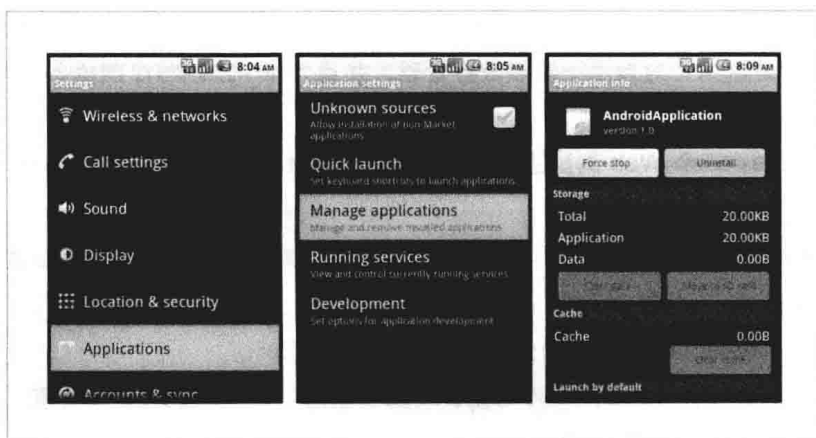 8:04 AM
Settings
Wireless & networks
Call settings
Sound
Display
Location & security
Applications
Accounts & sync
8:05 AM
Application settings
Unknown sources
Allow installation of non-Market
applications
Quick launch
Set keyboard shortcuts to launch applications
Manage applications
Manage and remove installed applications
Running services
View and control currently running services
Development
Set options for application development
8:09 AM
Application info
AndroidApplication
version 1.0
Force stop
Uninstall
Storage
Total 20.00KB
Application 20.00KB
Data 0.00B
Clear data
Cache
Cache 0.00B
Clear cache
Launch by default